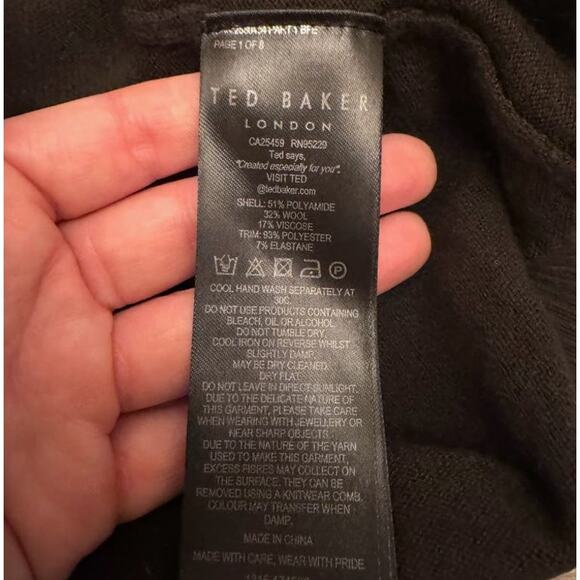 PAGE 1 OF 8
TED BAKER
LONDON
CA25459 RN95229
Ted says,
"Created especially for you".
VISIT TED
@tedbaker.com
SHELL: 51% POLYAMIDE
32% WOOL
17% VISCOSE
TRIM: 93% POLYESTER
7% ELASTANE
P
COOL HAND WASH SEPARATELY AT
30C.
DO NOT USE PRODUCTS CONTAINING
BLEACH, OIL OR ALCOHOL.
DO NOT TUMBLE DRY.
COOL IRON ON REVERSE WHILST
SLIGHTLY DAMP.
MAY BE DRY CLEANED.
DRY FLAT.
DO NOT LEAVE IN DIRECT SUNLIGHT.
DUE TO THE DELICATE NATURE OF
THIS GARMENT, PLEASE TAKE CARE
WHEN WEARING WITH JEWELLERY OR
NEAR SHARP OBJECTS.
DUE TO THE NATURE OF THE YARN
USED TO MAKE THIS GARMENT,
EXCESS FIBRES MAY COLLECT ON
THE SURFACE. THEY CAN BE
REMOVED USING A KNITWEAR COMB.
COLOUR MAY TRANSFER WHEN
DAMP.
MADE IN CHINA
MADE WITH CARE, WEAR WITH PRIDE